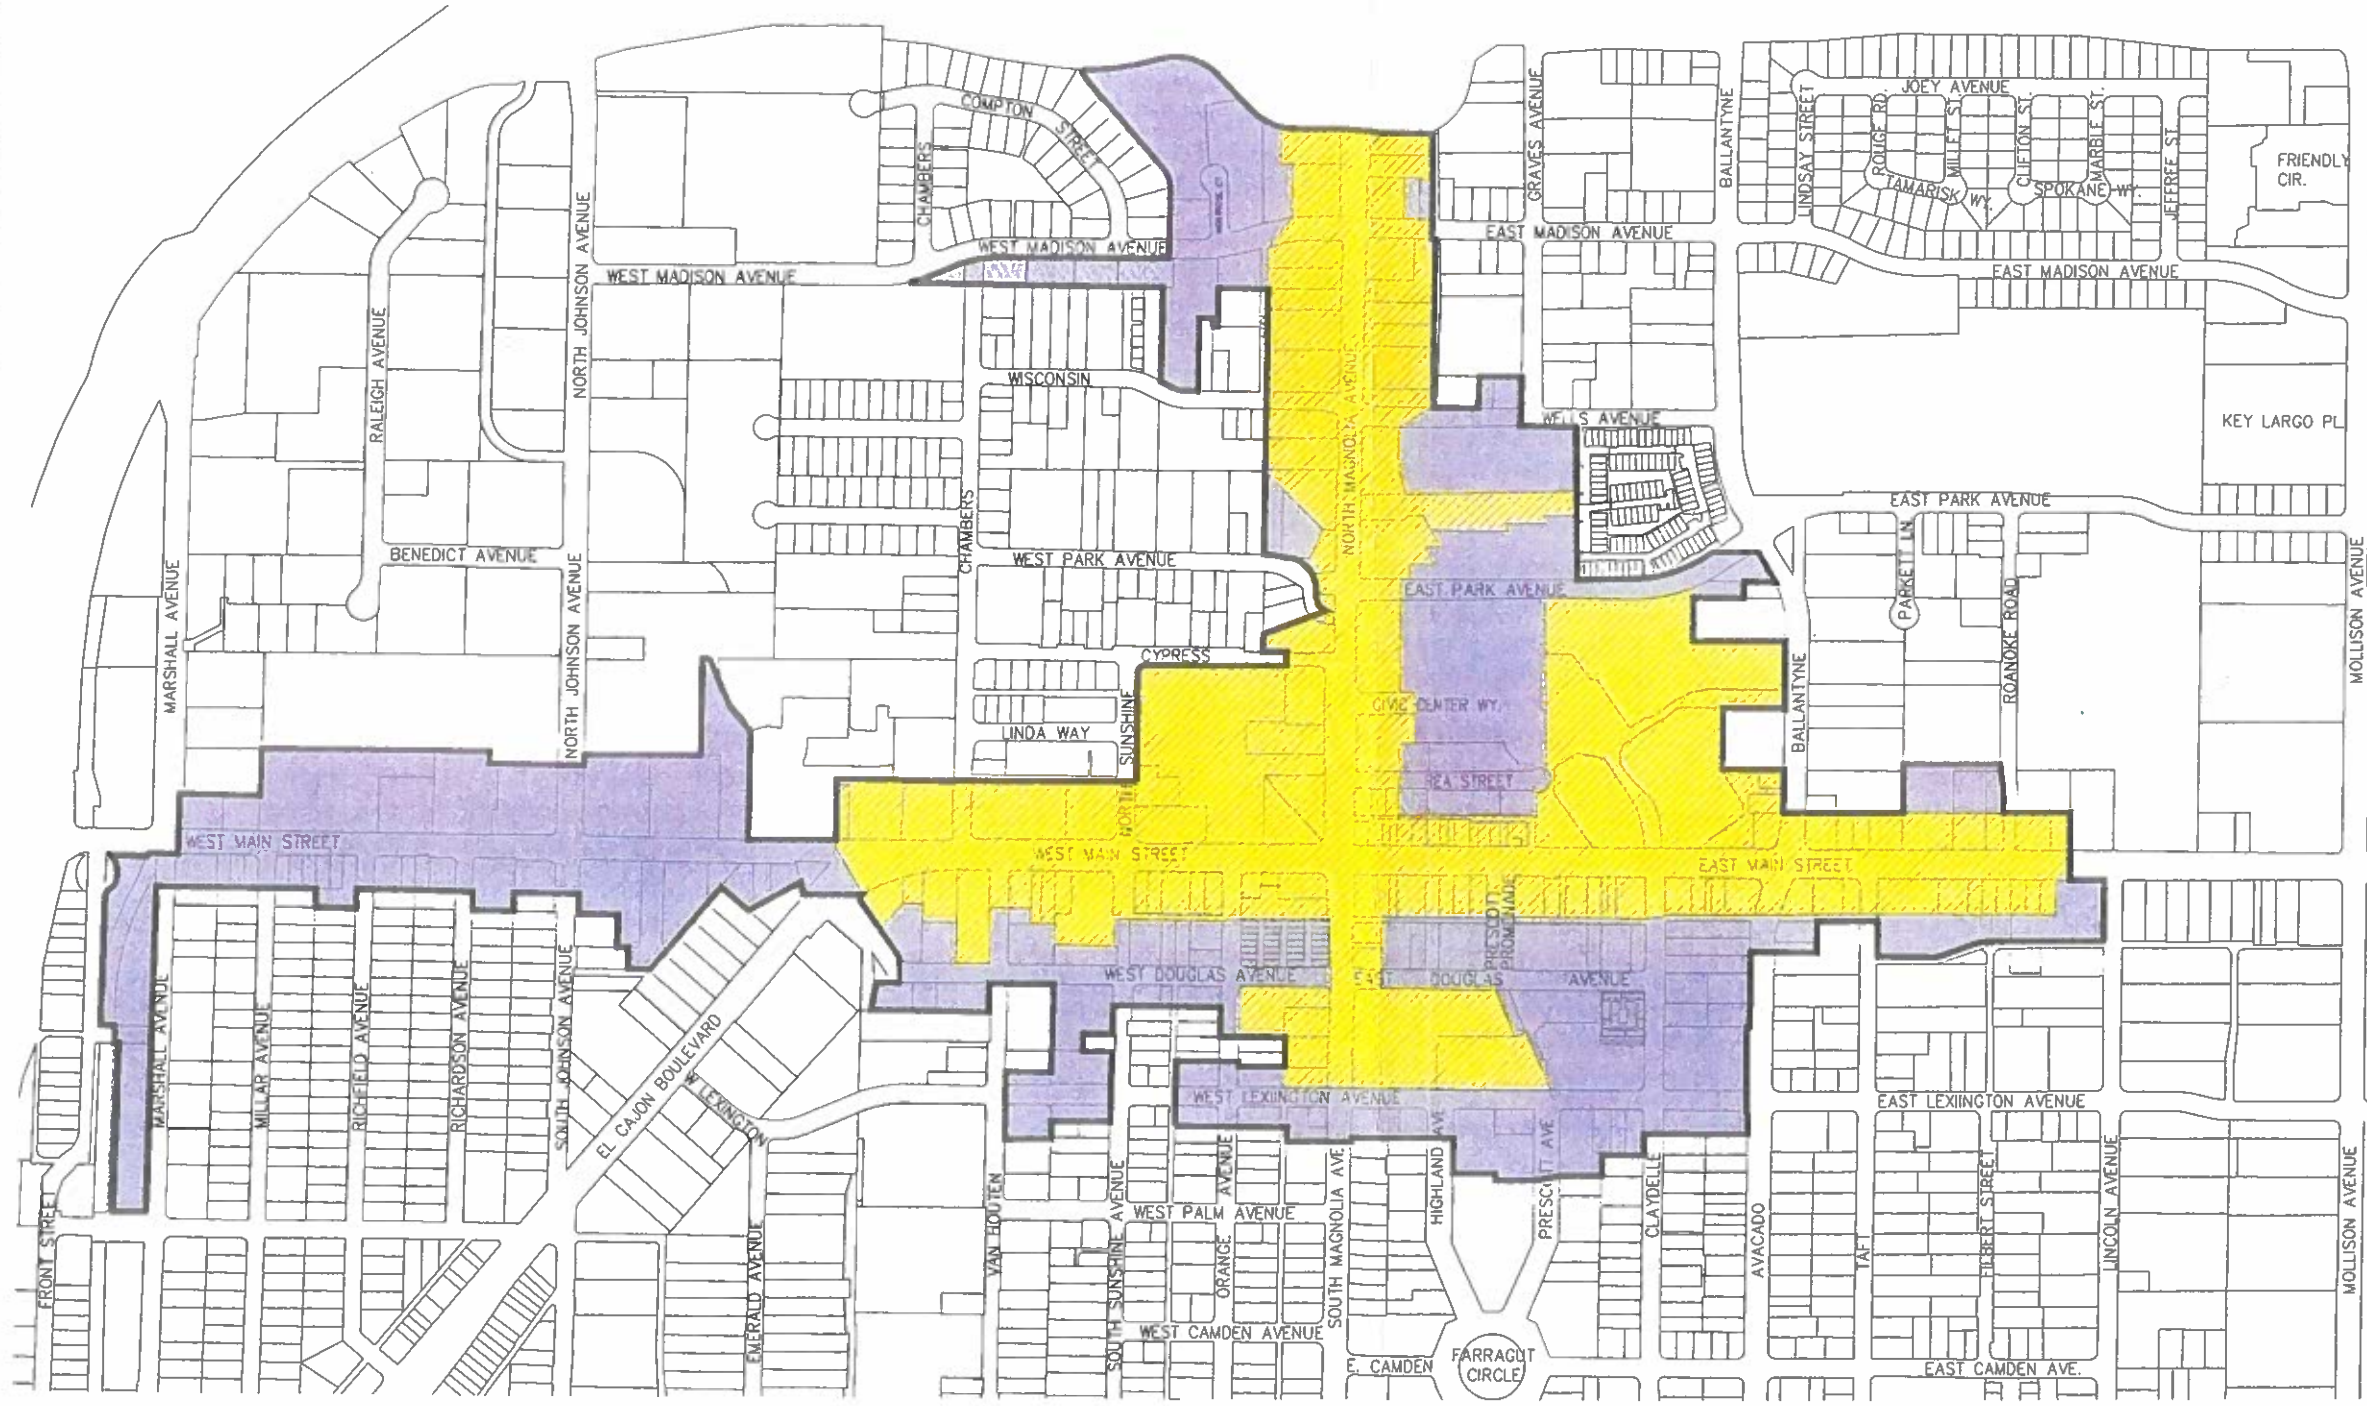 JOEY AVENUE
COMPTON
STREET
CHAMBERS
GRAVES AVENUE
BALLANTYNE
LINDSAY STREET
ROUGE RD.
MILLET ST
CLIFTON ST.
MARBLE ST.
JEFFREE ST.
FRIENDLY
CIR.
TAMARISK WY.
SPOKANE WY.
WEST MADISON AVENUE
EAST MADISON AVENUE
WEST MADISON AVENUE
EAST MADISON AVENUE
NORTH JOHNSON AVENUE
RALEIGH AVENUE
WISCONSIN
NORTH MAGNOLIA AVENUE
WELLS AVENUE
KEY LARGO PL
EAST PARK AVENUE
CHAMBERS
BENEDICT AVENUE
WEST PARK AVENUE
EAST PARK AVENUE
PARKETT LN
ROANOKE ROAD
MOLLISON AVENUE
MARSHALL AVENUE
NORTH JOHNSON AVENUE
CYPRESS
NORTH SUNSHINE
LINDA WAY
CIVIC CENTER WY.
BALLANTYNE
REA STREET
WEST MAIN STREET
WEST MAIN STREET
EAST MAIN STREET
PRESCOTT
PROMENADE
WEST DOUGLAS AVENUE
EAST DOUGLAS AVENUE
MARSHALL AVENUE
MILLAR AVENUE
RICHFIELD AVENUE
RICHARDSON AVENUE
SOUTH JOHNSON AVENUE
EL CAJON BOULEVARD
W LEXINGTON
WEST LEXIINGTON AVENUE
EAST LEXIINGTON AVENUE
FRONT STREET
EMERALD AVENUE
VAN HOUTEN
SOUTH SUNSHINE AVENUE
ORANGE AVENUE
SOUTH MAGNOLIA AVE
HIGHLAND AVE
PRESCOTT AVE
CLAYDELLE
AVACADO
TAFT
FILBERT STREET
LINCOLN AVENUE
MOLLISON AVENUE
WEST PALM AVENUE
WEST CAMDEN AVENUE
E. CAMDEN
FARRAGUT
CIRCLE
EAST CAMDEN AVE.